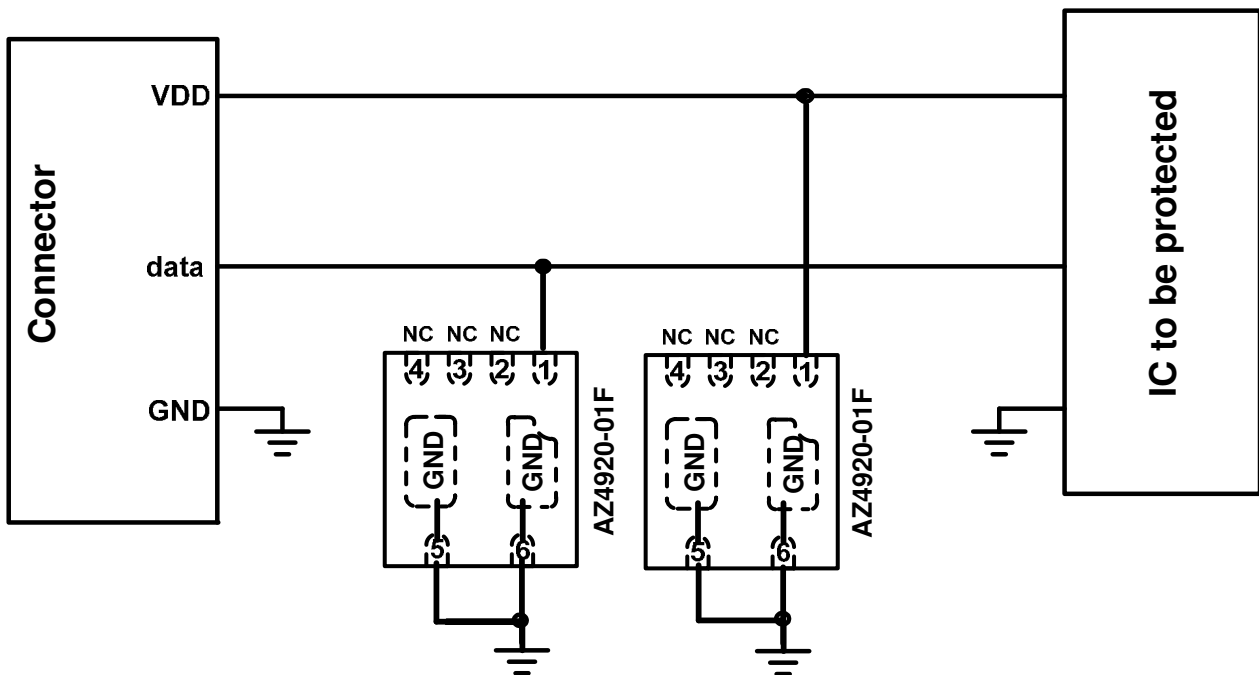 Connector
VDD
data
GND
IC to be protected
NC NC NC
4 3 2 1
GND GND
5 6
AZ4920-01F
NC NC NC
4 3 2 1
GND GND
5 6
AZ4920-01F